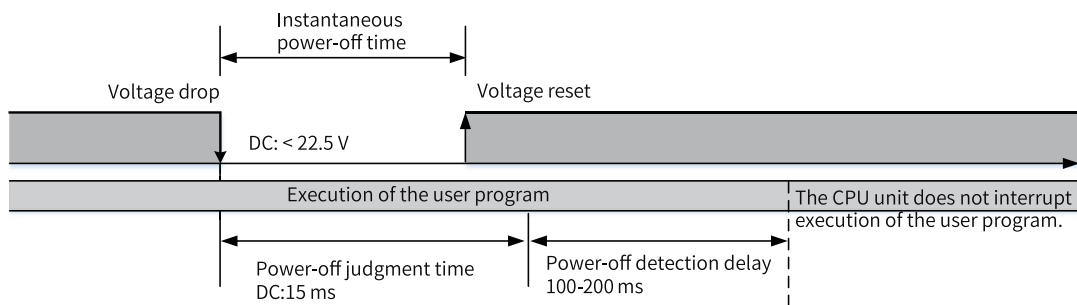 Instantaneous
power-off time
Voltage drop
Voltage reset
DC: < 22.5 V
Execution of the user program
The CPU unit does not interrupt
execution of the user program.
Power-off judgment time
DC:15 ms
Power-off detection delay
100-200 ms